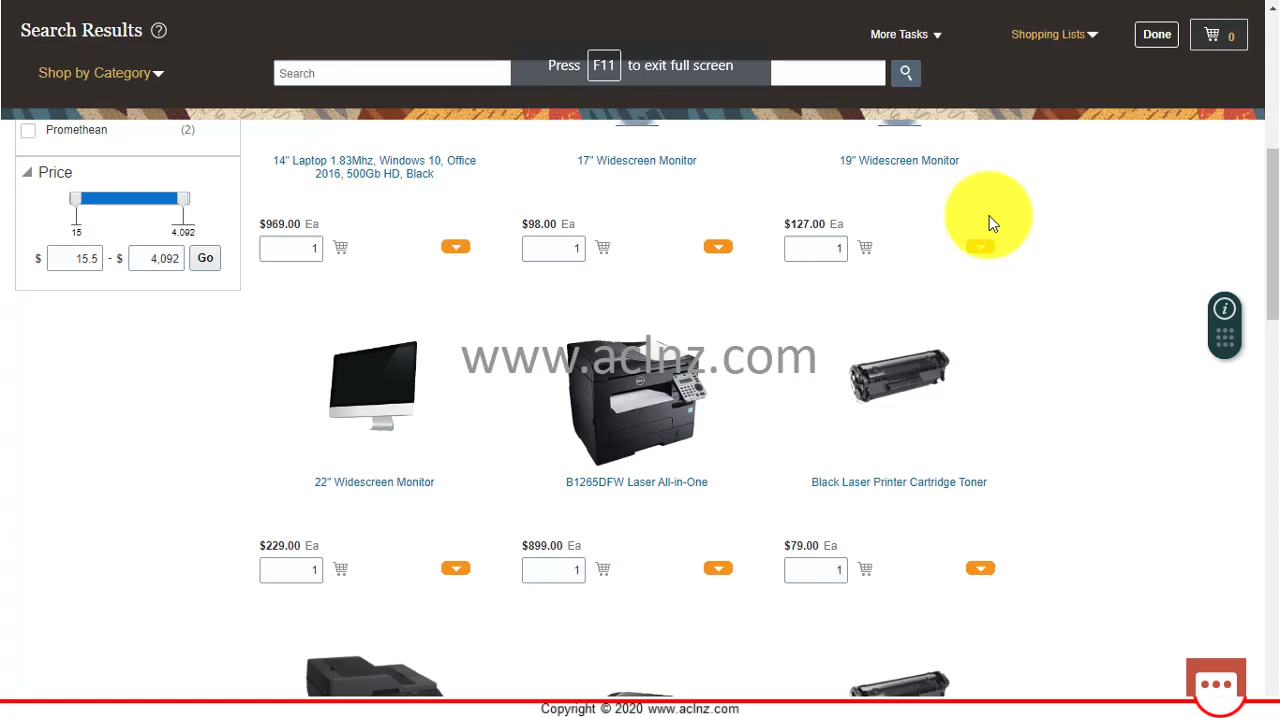 Search Results ?
More Tasks
Shopping Lists
Done
0
Shop by Category
Search
Press F11 to exit full screen
Promethean (2)
Price
15
4,092
$ 15.5 - $ 4,092 Go
14" Laptop 1.83Mhz, Windows 10, Office
2016, 500Gb HD, Black
$969.00 Ea
1
17" Widescreen Monitor
$98.00 Ea
1
19" Widescreen Monitor
$127.00 Ea
1
www.aclnz.com
22" Widescreen Monitor
$229.00 Ea
1
B1265DFW Laser All-in-One
$899.00 Ea
1
Black Laser Printer Cartridge Toner
$79.00 Ea
1
i
Copyright © 2020 www.aclnz.com